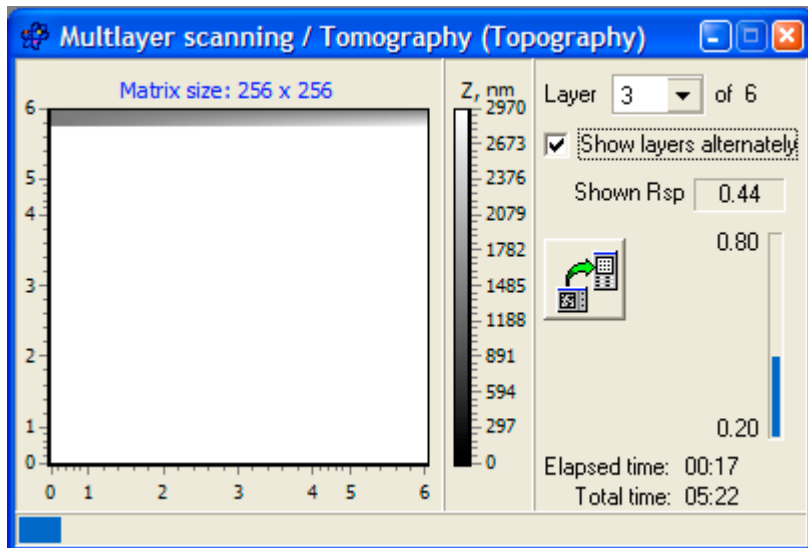 Multlayer scanning / Tomography (Topography)
Matrix size: 256 x 256
6
5
4
3
2
1
0
0 1 2 3 4 5 6
Z, nm
2970
2673
2376
2079
1782
1485
1188
891
594
297
0
Layer 3 of 6
Show layers alternately
Shown Rsp 0.44
0.80
0.20
Elapsed time: 00:17
Total time: 05:22